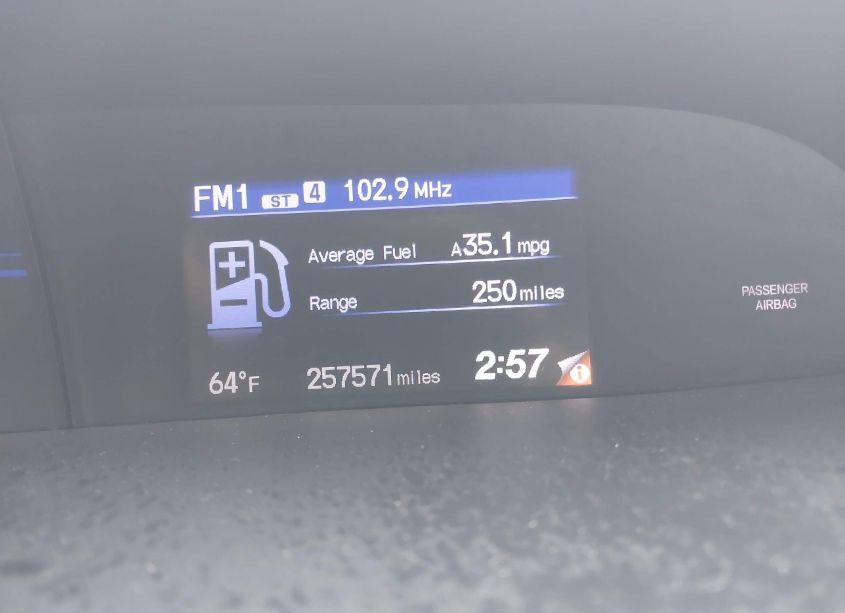 FM1 ST 4 102.9 MHz
Average Fuel A35.1 mpg
Range 250 miles
64°F 257571 miles 2:57 i
PASSENGER
AIRBAG